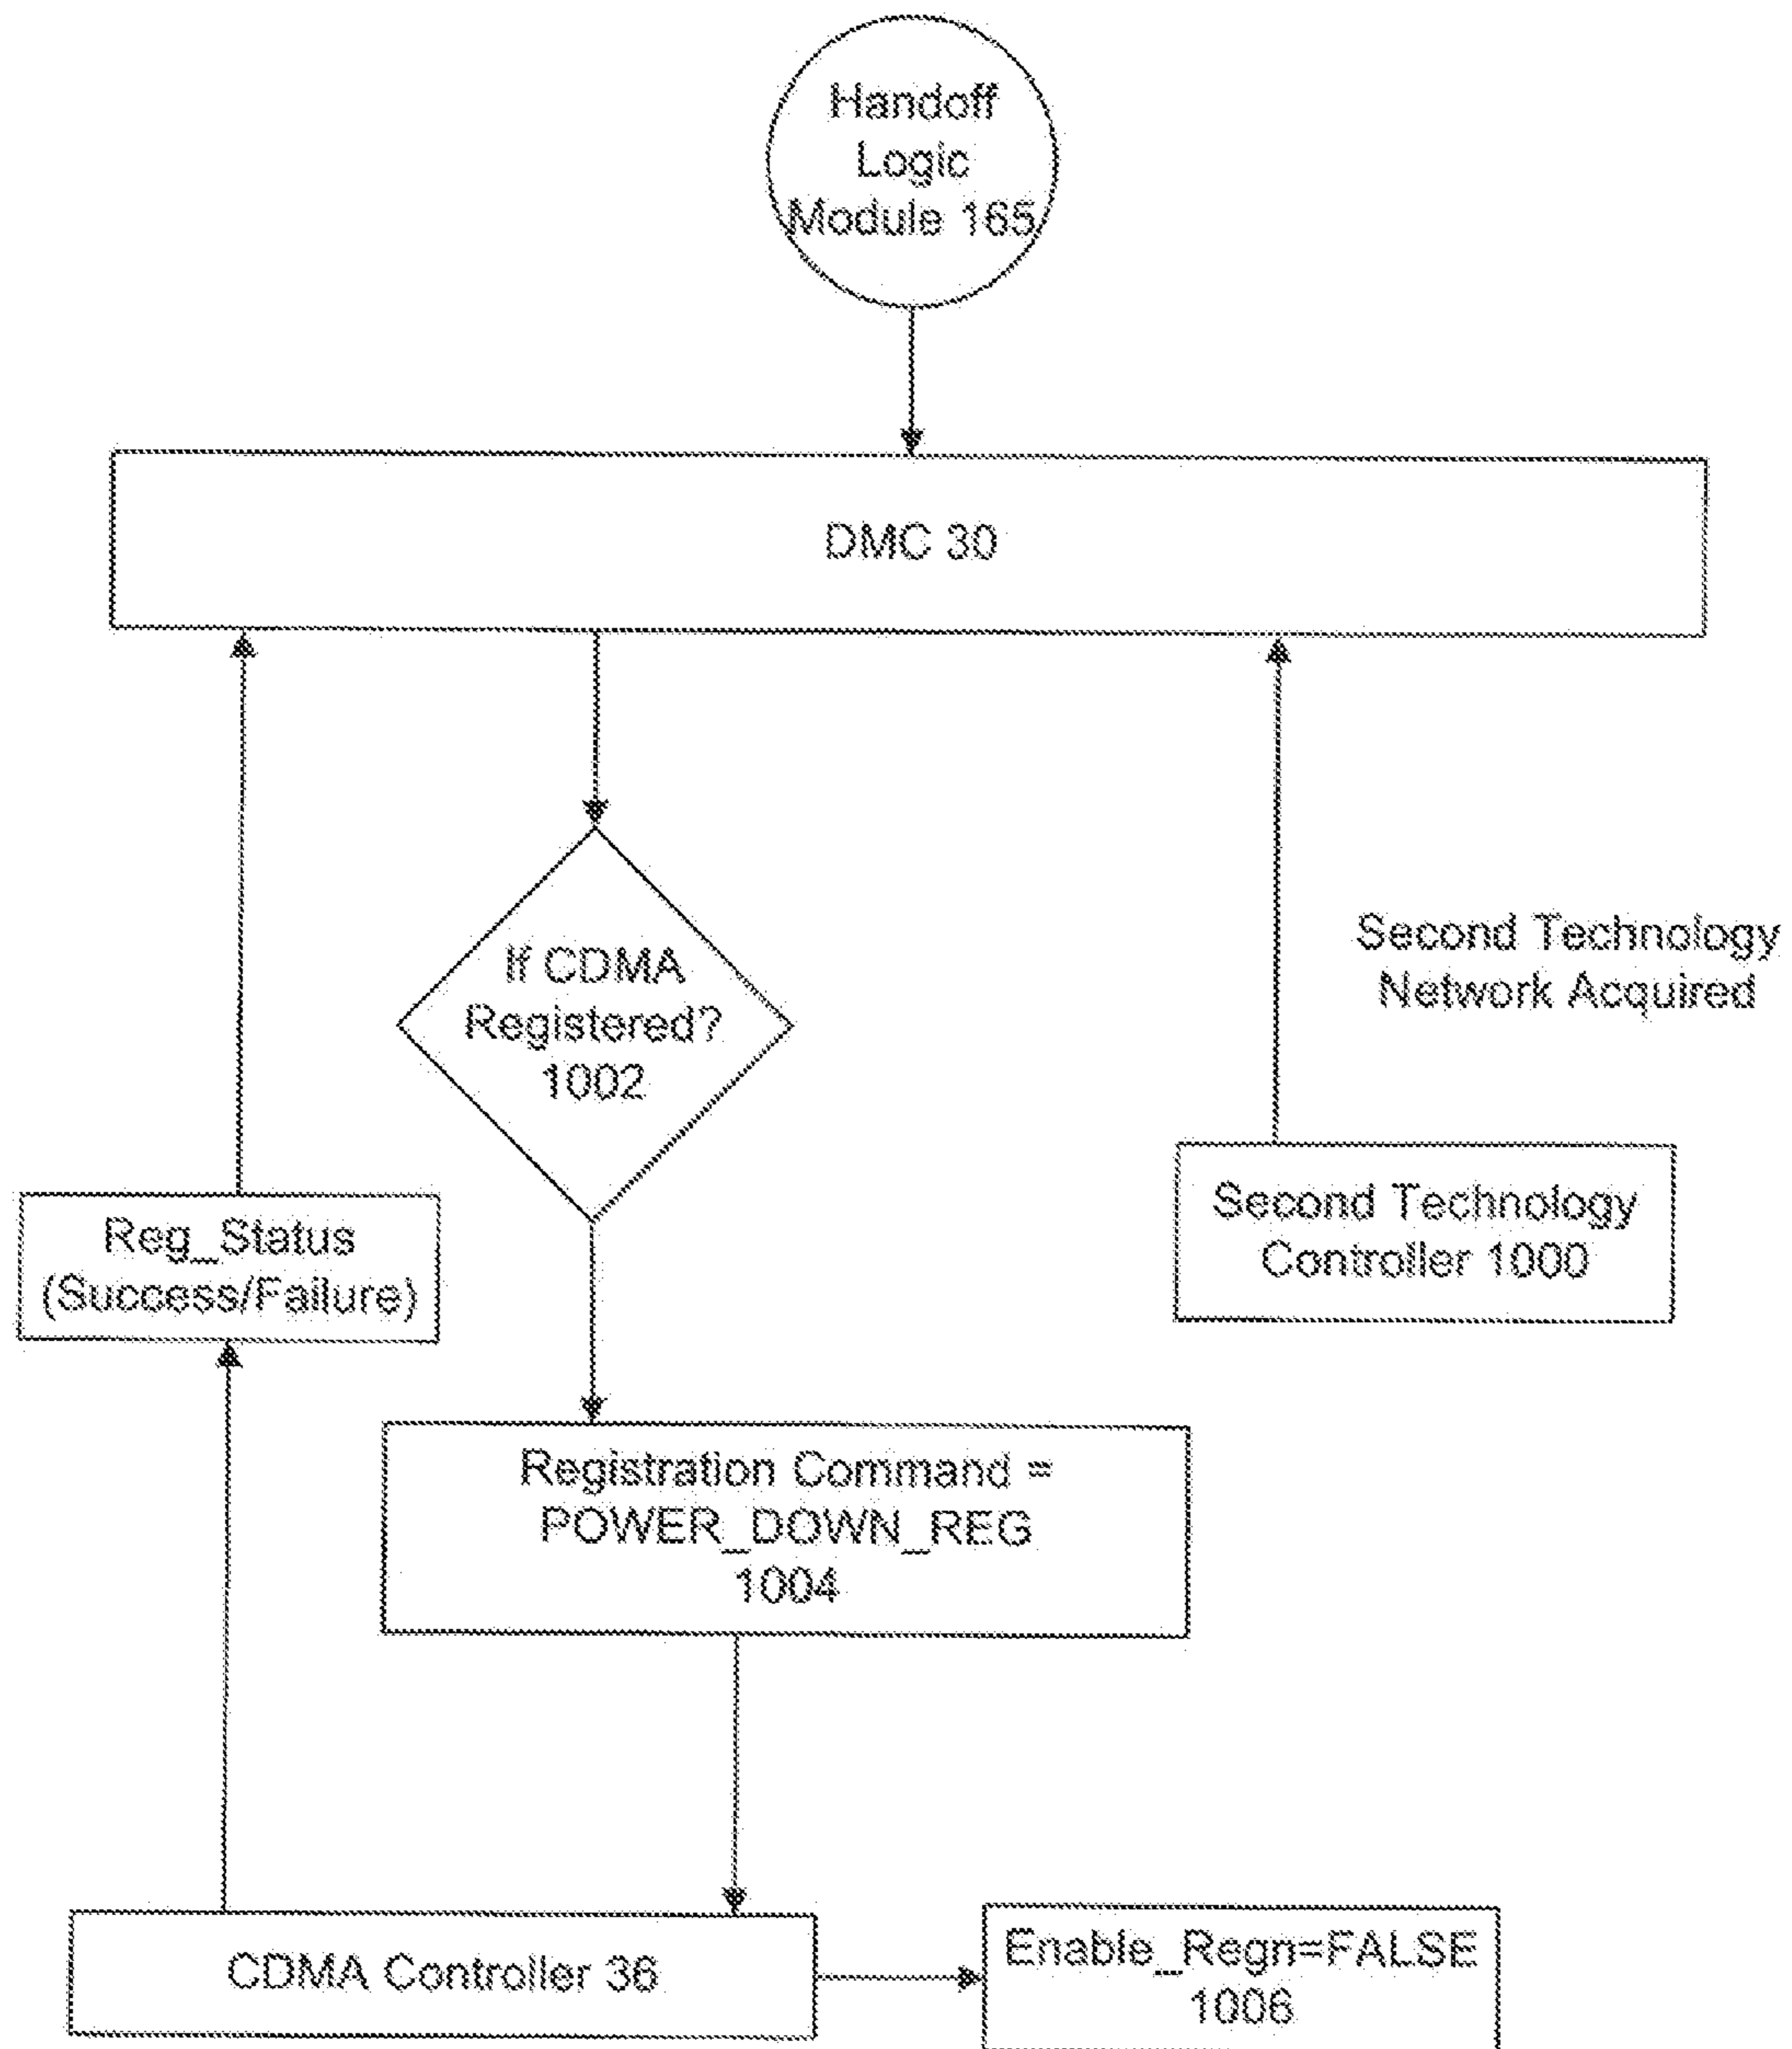 Handoff
Logic
Module 165
DMC 30
If CDMA
Registered?
1002
Second Technology
Network Acquired
Reg_Status
(Success/Failure)
Second Technology
Controller 1000
Registration Command =
POWER_DOWN_REG
1004
CDMA Controller 36
Enable_Regn=FALSE
1006